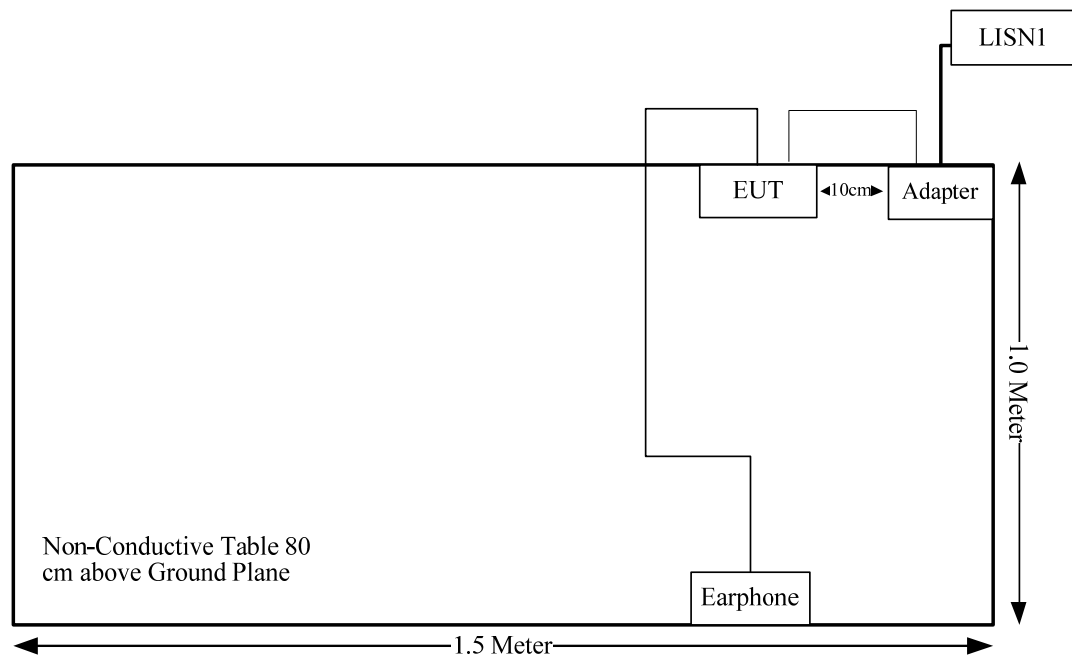 LISN1
EUT
10cm
Adapter
1.0 Meter
Non-Conductive Table 80
cm above Ground Plane
Earphone
1.5 Meter